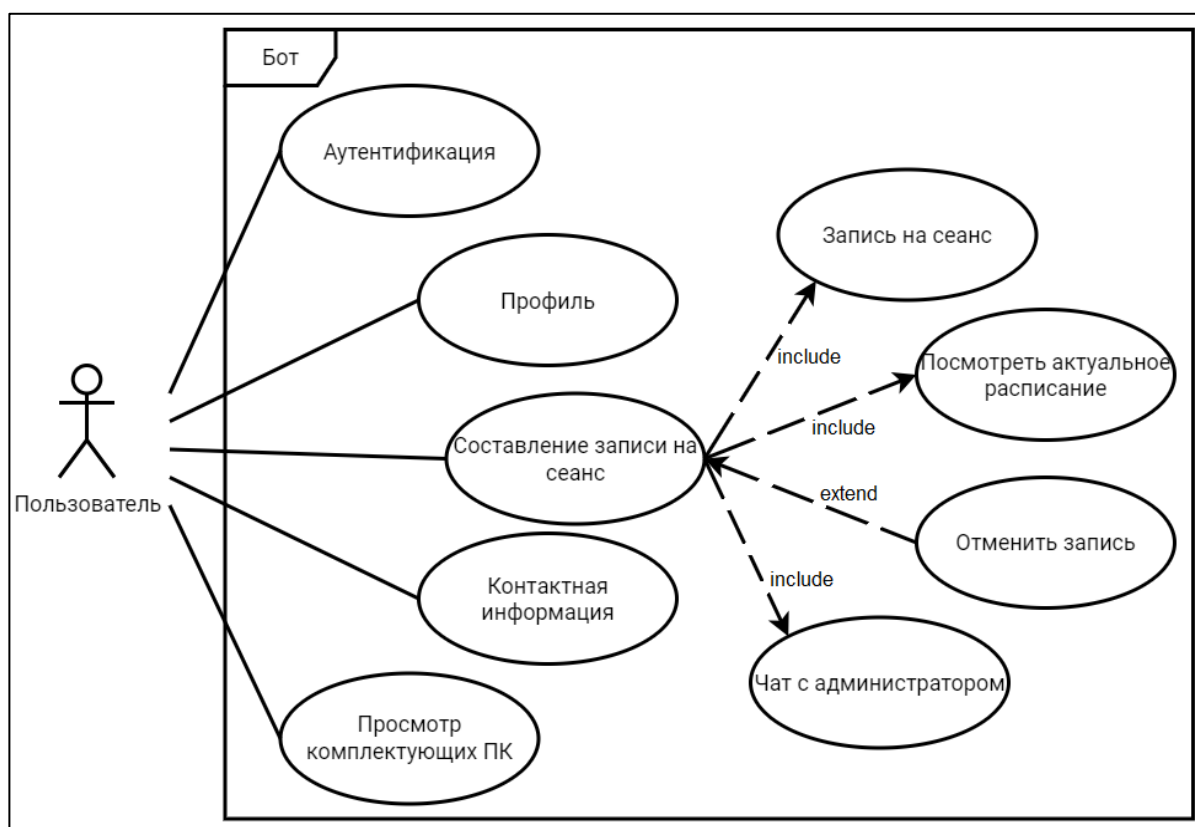 Бот
Аутентификация
Запись на сеанс
Профиль
include
Посмотреть актуальное
расписание
include
Составление записи на
сеанс
extend
Пользователь
Отменить запись
include
Контактная
информация
Чат с администратором
Просмотр
комплектующих ПК